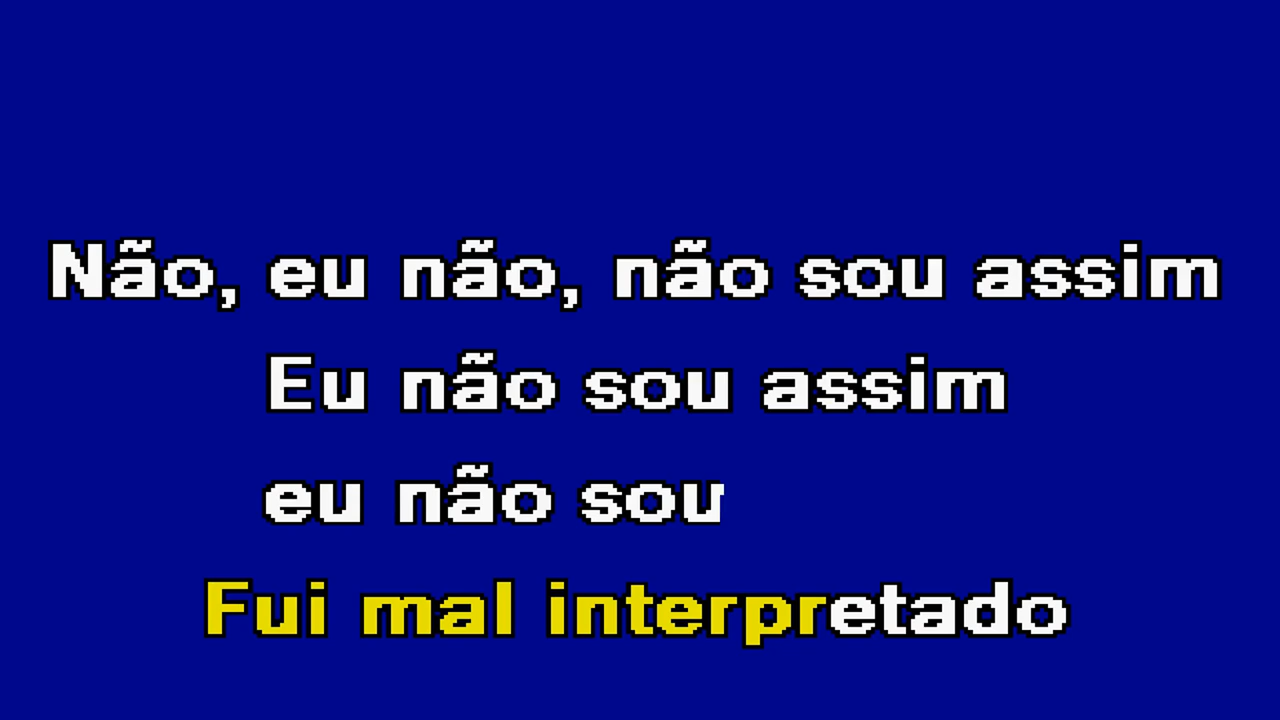 Não, eu não, não sou assim
Eu não sou assim
eu não sou
Fui mal interpretado